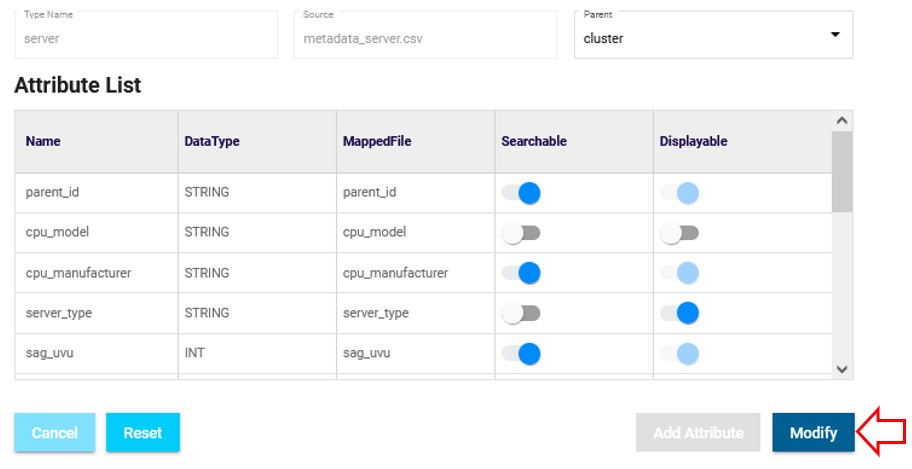 Type Name Source Parent
server metadata_server.csv cluster
Attribute List
Name DataType MappedFile Searchable Displayable
parent_id STRING parent_id
cpu_model STRING cpu_model
cpu_manufacturer STRING cpu_manufacturer
server_type STRING server_type
sag_uvu INT sag_uvu
Cancel Reset Add Attribute Modify